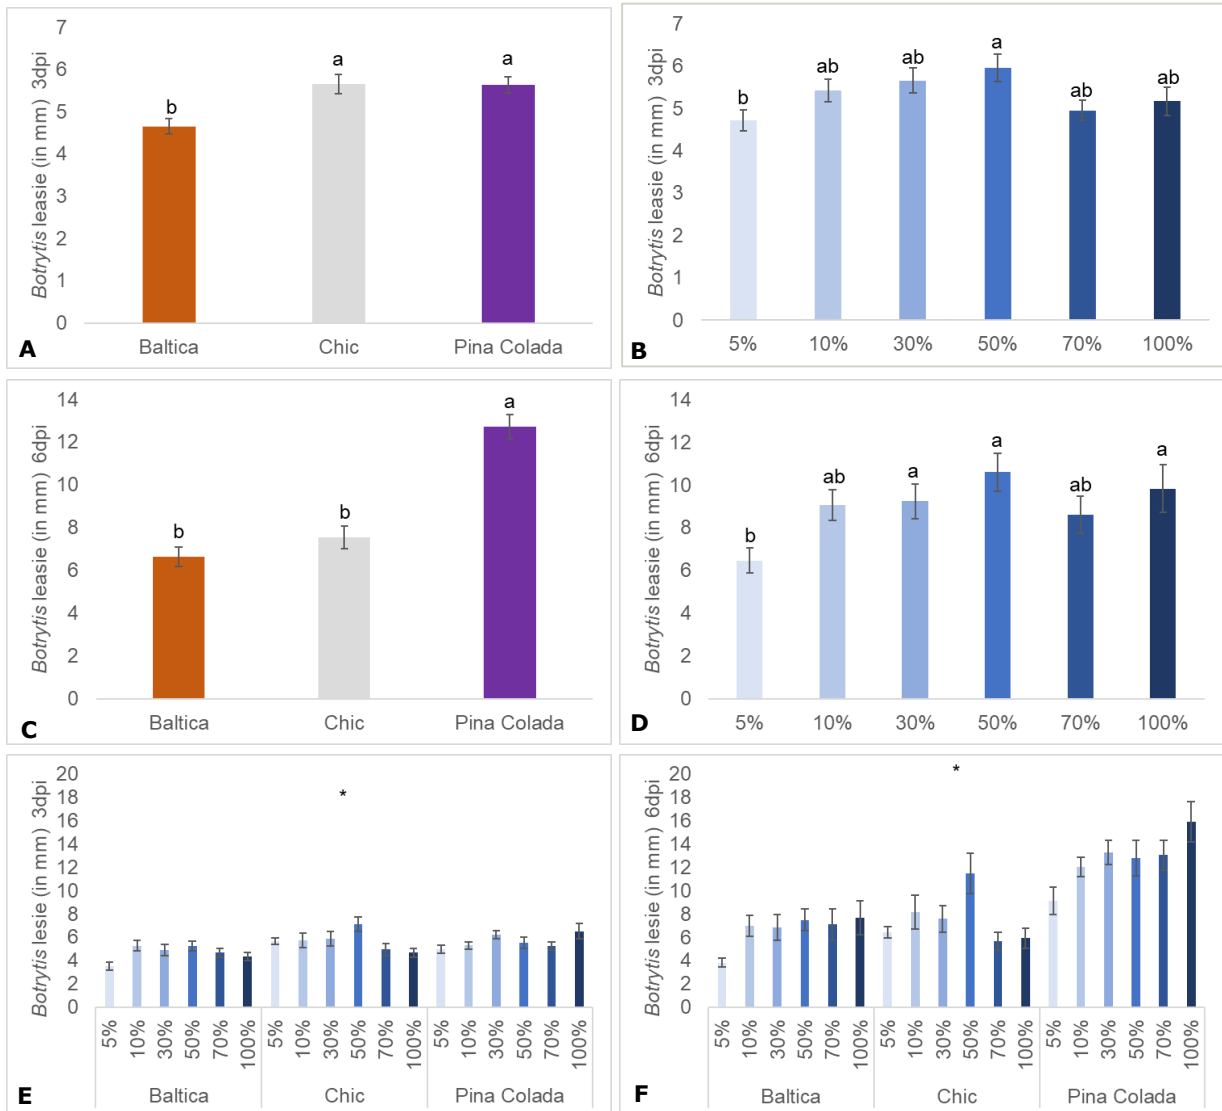 Botrytis leasie (in mm) 3dpi
7
6
5
4
3
2
1
0
b
a
a
Baltica Chic Pina Colada
A
Botrytis leasie (in mm) 3dpi
7
6
5
4
3
2
1
0
b
ab
ab
a
ab
ab
5% 10% 30% 50% 70% 100%
B
Botrytis leasie (in mm) 6dpi
14
12
10
8
6
4
2
0
b
b
a
Baltica Chic Pina Colada
C
Botrytis leasie (in mm) 6dpi
14
12
10
8
6
4
2
0
b
ab
a
a
ab
a
5% 10% 30% 50% 70% 100%
D
Botrytis lesie (in mm) 3dpi
20
18
16
14
12
10
8
6
4
2
0
*
5% 10% 30% 50% 70% 100% 5% 10% 30% 50% 70% 100% 5% 10% 30% 50% 70% 100%
Baltica Chic Pina Colada
E
Botrytis leasie (in mm) 6dpi
20
18
16
14
12
10
8
6
4
2
0
*
5% 10% 30% 50% 70% 100% 5% 10% 30% 50% 70% 100% 5% 10% 30% 50% 70% 100%
Baltica Chic Pina Colada
F